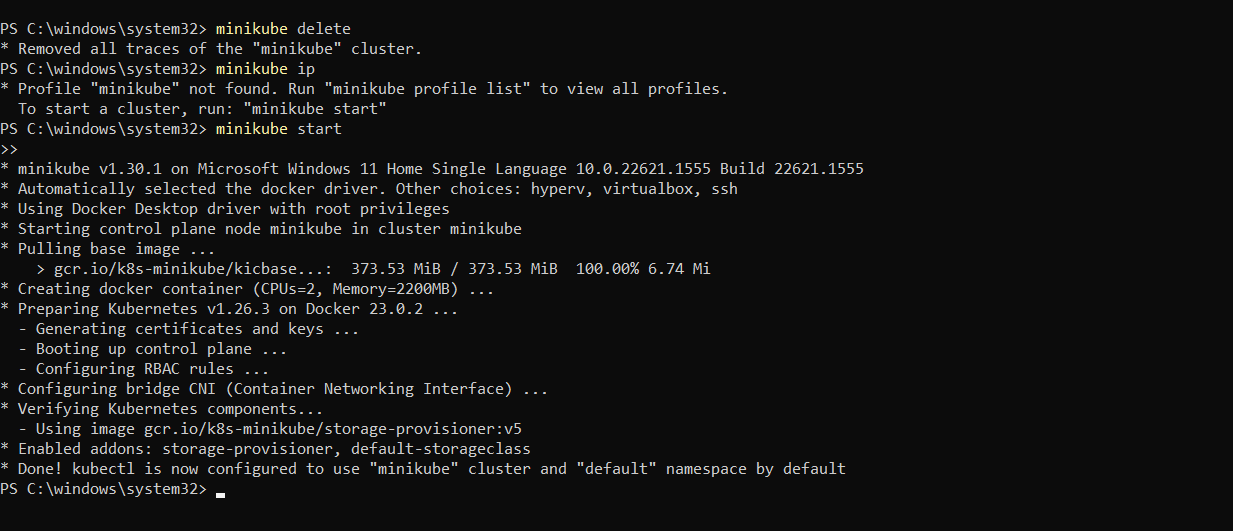 PS C:\windows\system32> minikube delete
* Removed all traces of the "minikube" cluster.
PS C:\windows\system32> minikube ip
* Profile "minikube" not found. Run "minikube profile list" to view all profiles.
  To start a cluster, run: "minikube start"
PS C:\windows\system32> minikube start
>>
* minikube v1.30.1 on Microsoft Windows 11 Home Single Language 10.0.22621.1555 Build 22621.1555
* Automatically selected the docker driver. Other choices: hyperv, virtualbox, ssh
* Using Docker Desktop driver with root privileges
* Starting control plane node minikube in cluster minikube
* Pulling base image ...
    > gcr.io/k8s-minikube/kicbase...:  373.53 MiB / 373.53 MiB  100.00% 6.74 Mi
* Creating docker container (CPUs=2, Memory=2200MB) ...
* Preparing Kubernetes v1.26.3 on Docker 23.0.2 ...
  - Generating certificates and keys ...
  - Booting up control plane ...
  - Configuring RBAC rules ...
* Configuring bridge CNI (Container Networking Interface) ...
* Verifying Kubernetes components...
  - Using image gcr.io/k8s-minikube/storage-provisioner:v5
* Enabled addons: storage-provisioner, default-storageclass
* Done! kubectl is now configured to use "minikube" cluster and "default" namespace by default
PS C:\windows\system32>